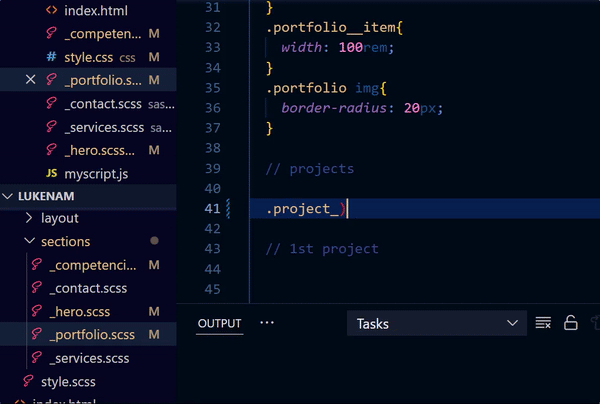 index.html
_competen... M
# style.css css M
_portfolio.s... M
_contact.scss sas...
_services.scss sa...
_hero.scss... M
JS myscript.js
LUKENAM
layout
sections
_competenci... M
_contact.scss
_hero.scss M
_portfolio.scss M
_services.scss
style.scss
index.html
31 }
32 .portfolio__item{
33 width: 100rem;
34 }
35 .portfolio img{
36 border-radius: 20px;
37 }
38
39 // projects
40
41 .project_)
42
43 // 1st project
44
45
OUTPUT ...
Tasks